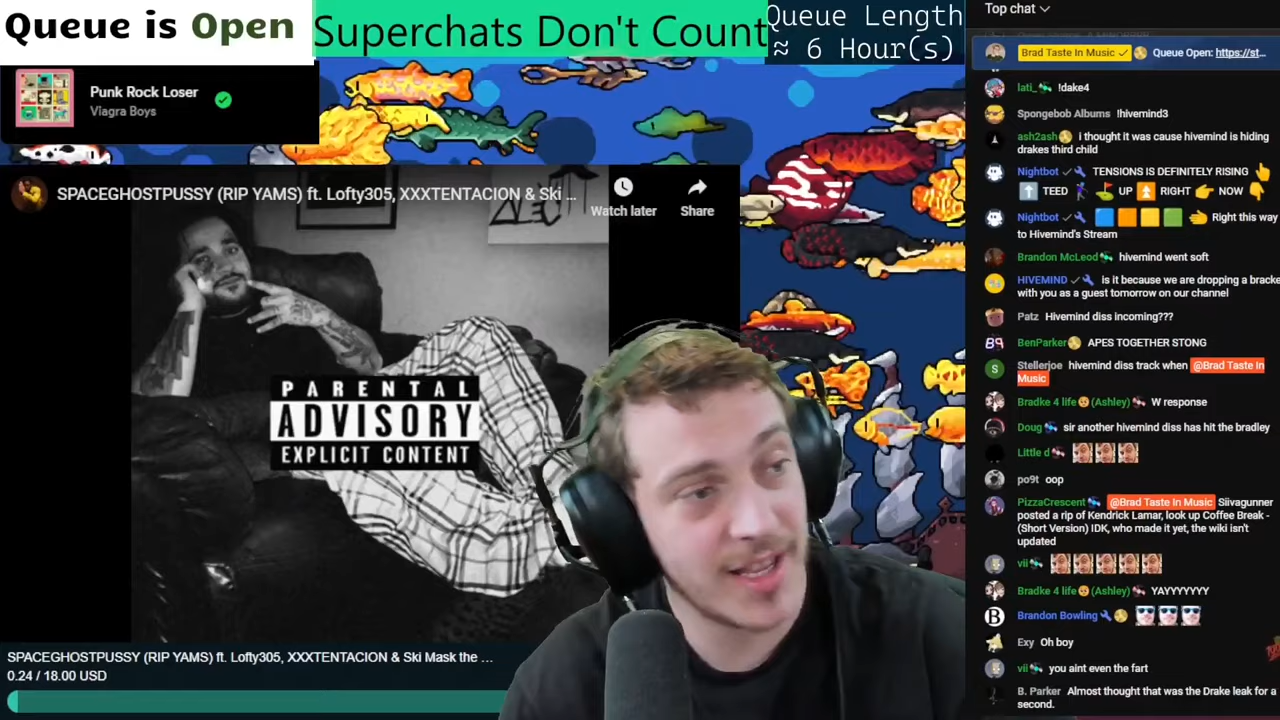 Queue is Open
Superchats Don't Count
Queue Length
≈ 6 Hour(s)
Punk Rock Loser
Viagra Boys
SPACEGHOSTPUSSY (RIP YAMS) ft. Lofty305, XXXTENTACION & Ski ...
Watch later
Share
PARENTAL
ADVISORY
EXPLICIT CONTENT
SPACEGHOSTPUSSY (RIP YAMS) ft. Lofty305, XXXTENTACION & Ski Mask the ...
0.24 / 18.00 USD
Top chat
Brad Taste In Music Queue Open: https://st...
lati_ !dake4
Spongebob Albums !hivemind3
ash2ash i thought it was cause hivemind is hiding
drakes third child
Nightbot TENSIONS IS DEFINITELY RISING
TEED UP RIGHT NOW
Nightbot Right this way
to Hivemind's Stream
Brandon McLeod hivemind went soft
HIVEMIND is it because we are dropping a bracke
with you as a guest tomorrow on our channel
Patz Hivemind diss incoming???
BenParker APES TOGETHER STONG
Stellerjoe hivemind diss track when @Brad Taste In
Music
Bradke 4 life (Ashley) W response
Doug sir another hivemind diss has hit the bradley
Little d
po9t oop
PizzaCrescent @Brad Taste In Music Siivagunner
posted a rip of Kendrick Lamar, look up Coffee Break -
(Short Version) IDK, who made it yet, the wiki isn't
updated
vii
Bradke 4 life (Ashley) YAYYYYYYY
Brandon Bowling
Exy Oh boy
vii you aint even the fart
B. Parker Almost thought that was the Drake leak for a
second.